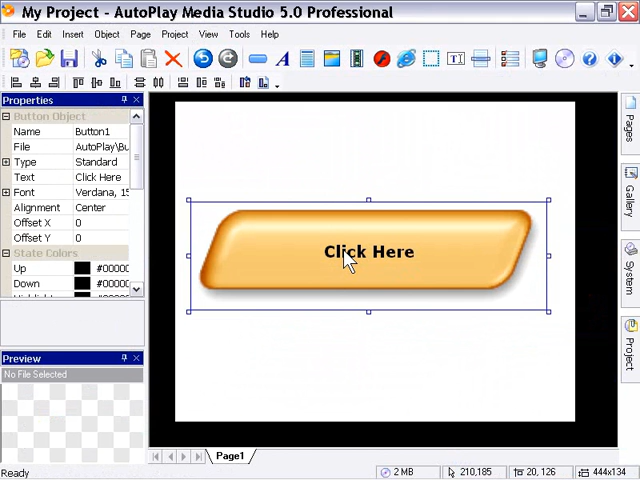 My Project - AutoPlay Media Studio 5.0 Professional
File Edit Insert Object Page Project View Tools Help
Properties
Button Object
Name Button1
File AutoPlay\Bu
Type Standard
Text Click Here
Font Verdana, 15
Alignment Center
Offset X 0
Offset Y 0
State Colors
Up #0000
Down #0000
Click Here
Pages
Gallery
System
Project
Preview
No File Selected
Page1
Ready
2 MB
210,185
20, 126
444x134